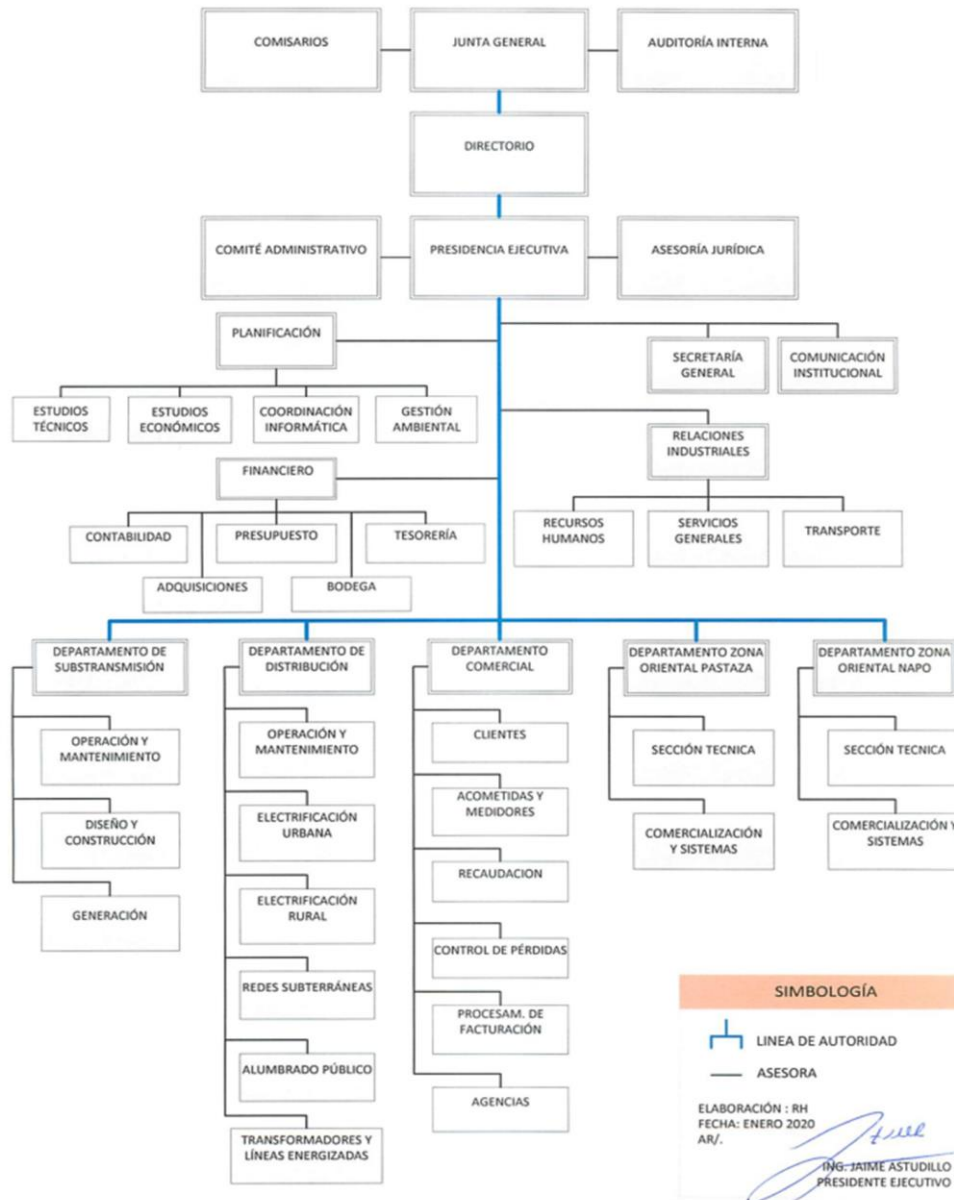 COMISARIOS
JUNTA GENERAL
AUDITORÍA INTERNA
DIRECTORIO
COMITÉ ADMINISTRATIVO
PRESIDENCIA EJECUTIVA
ASESORÍA JURÍDICA
PLANIFICACIÓN
SECRETARÍA
GENERAL
COMUNICACIÓN
INSTITUCIONAL
ESTUDIOS
TÉCNICOS
ESTUDIOS
ECONÓMICOS
COORDINACIÓN
INFORMÁTICA
GESTIÓN
AMBIENTAL
RELACIONES
INDUSTRIALES
FINANCIERO
CONTABILIDAD
PRESUPUESTO
TESORERÍA
ADQUISICIONES
BODEGA
RECURSOS
HUMANOS
SERVICIOS
GENERALES
TRANSPORTE
DEPARTAMENTO DE
SUBSTRANSMISIÓN
OPERACIÓN Y
MANTENIMIENTO
DISEÑO Y
CONSTRUCCIÓN
GENERACIÓN
DEPARTAMENTO DE
DISTRIBUCIÓN
OPERACIÓN Y
MANTENIMIENTO
ELECTRIFICACIÓN
URBANA
ELECTRIFICACIÓN
RURAL
REDES SUBTERRÁNEAS
ALUMBRADO PÚBLICO
TRANSFORMADORES Y
LÍNEAS ENERGIZADAS
DEPARTAMENTO
COMERCIAL
CLIENTES
ACOMETIDAS Y
MEDIDORES
RECAUDACION
CONTROL DE PÉRDIDAS
PROCESAM. DE
FACTURACIÓN
AGENCIAS
DEPARTAMENTO ZONA
ORIENTAL PASTAZA
SECCIÓN TECNICA
COMERCIALIZACIÓN
Y SISTEMAS
DEPARTAMENTO ZONA
ORIENTAL NAPO
SECCIÓN TECNICA
COMERCIALIZACIÓN Y
SISTEMAS
SIMBOLOGÍA
LINEA DE AUTORIDAD
ASESORA
ELABORACIÓN : RH
FECHA: ENERO 2020
AR/.
ING. JAIME ASTUDILLO
PRESIDENTE EJECUTIVO